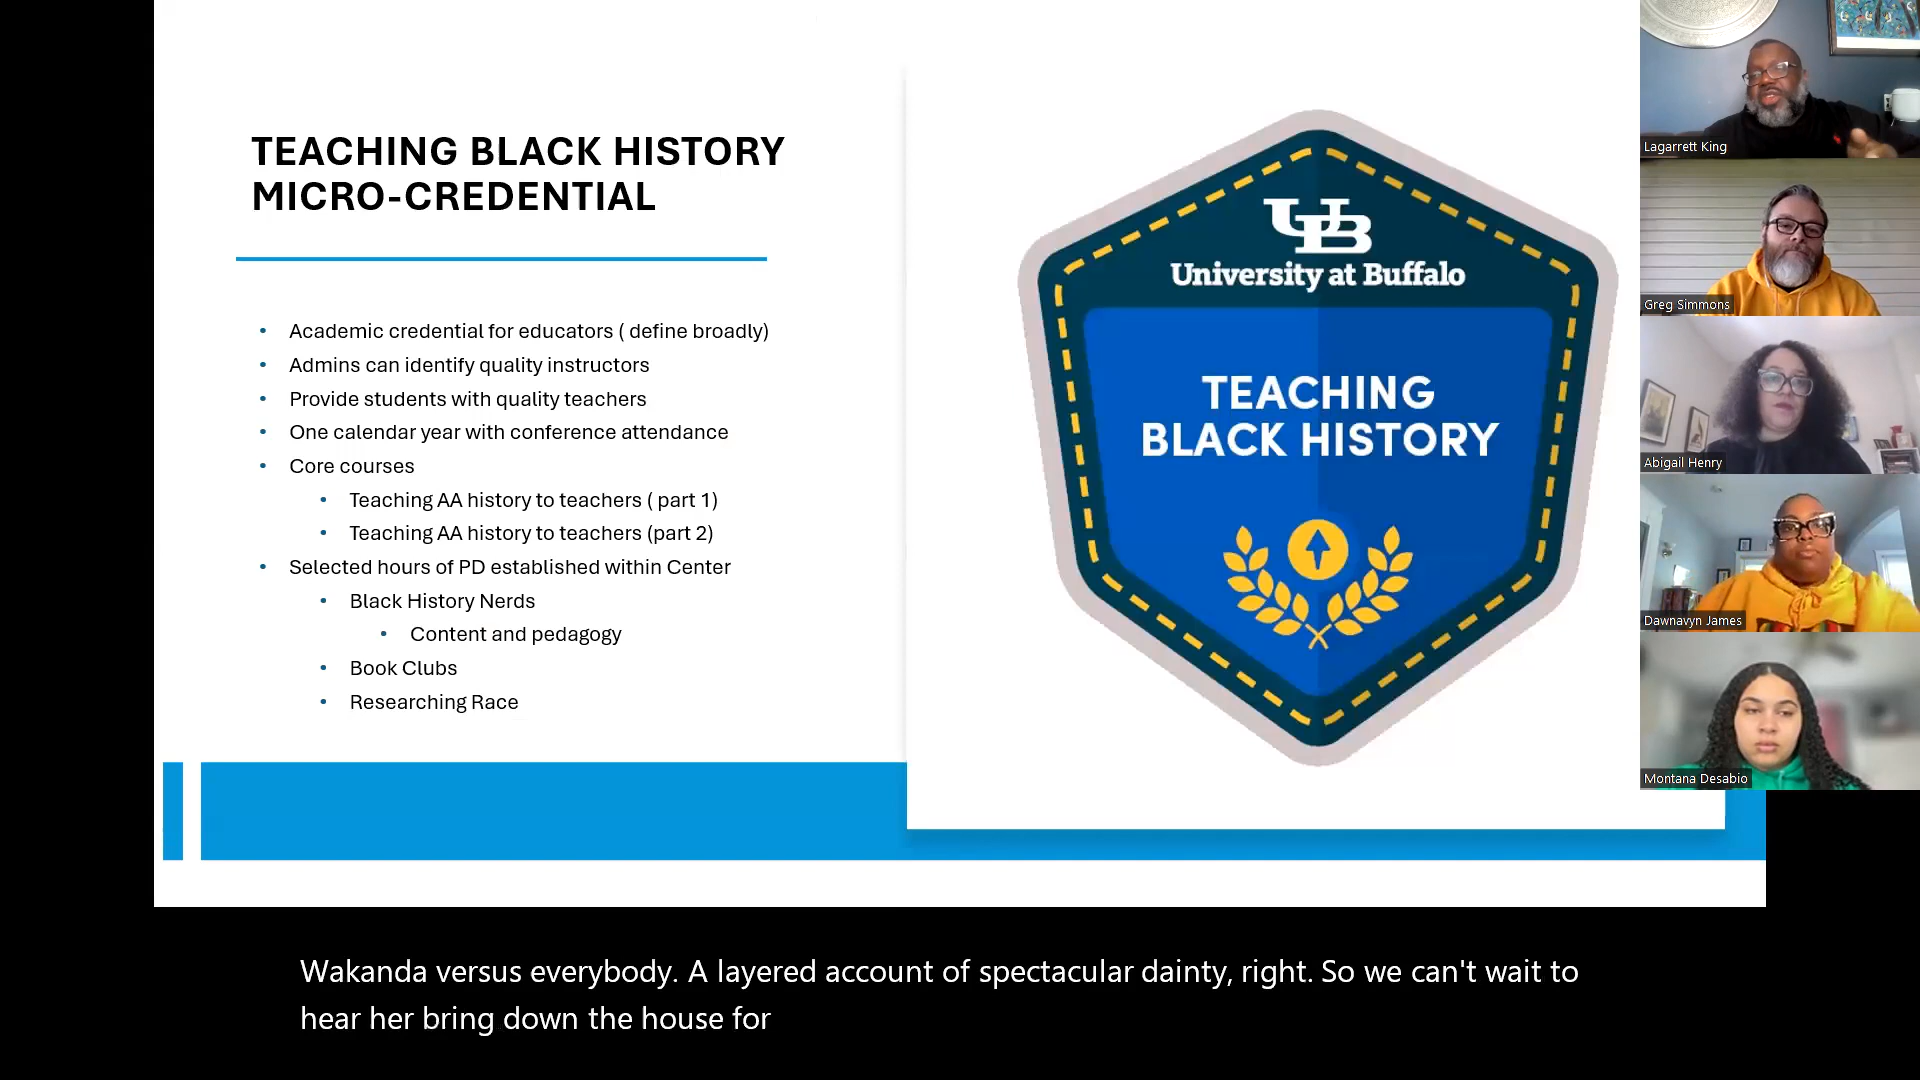 TEACHING BLACK HISTORY
MICRO-CREDENTIAL
• Academic credential for educators ( define broadly)
• Admins can identify quality instructors
• Provide students with quality teachers
• One calendar year with conference attendance
• Core courses
• Teaching AA history to teachers ( part 1)
• Teaching AA history to teachers (part 2)
• Selected hours of PD established within Center
• Black History Nerds
• Content and pedagogy
• Book Clubs
• Researching Race
UB
University at Buffalo
TEACHING
BLACK HISTORY
Lagarrett King
Greg Simmons
Abigail Henry
Dawnavyn James
Montana Desabio
Wakanda versus everybody. A layered account of spectacular dainty, right. So we can't wait to
hear her bring down the house for